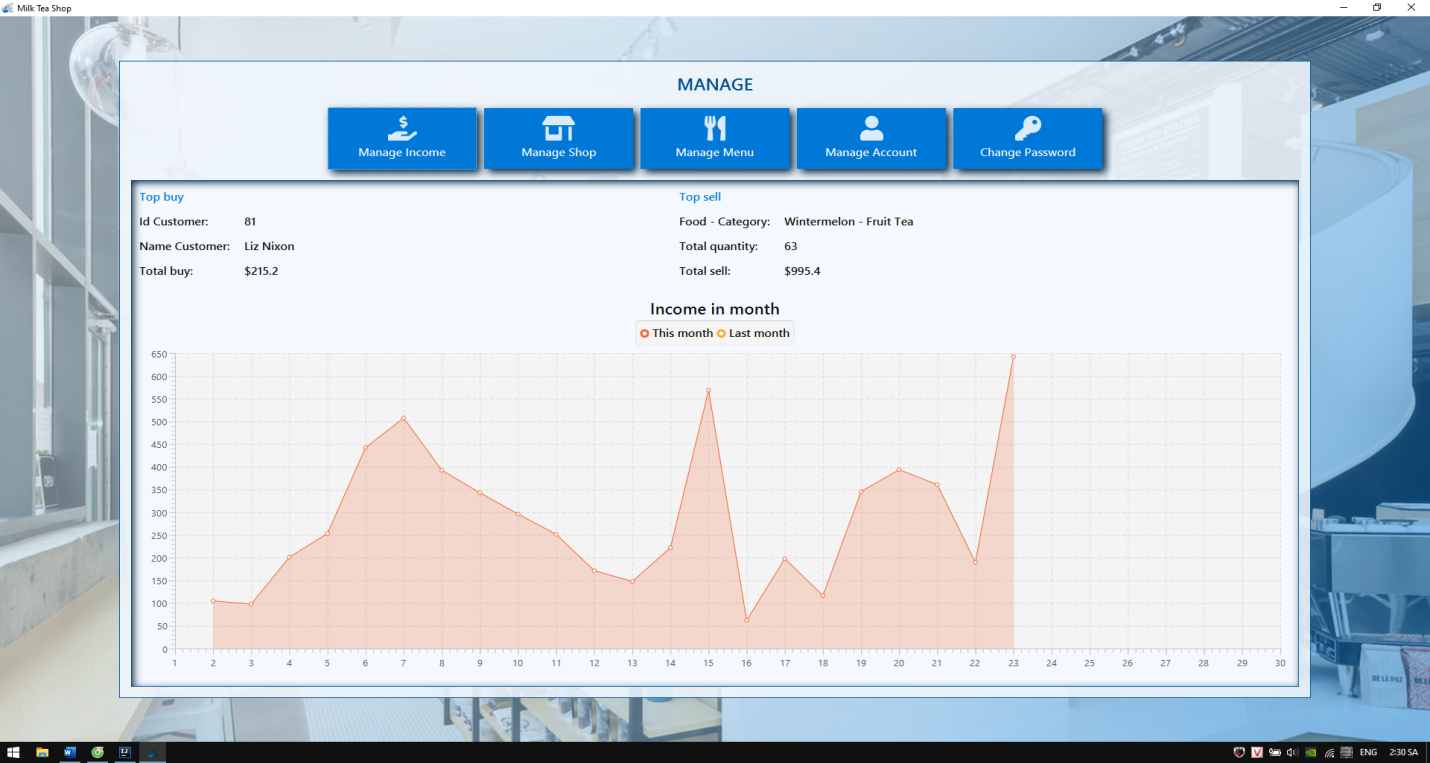 Milk Tea Shop
MANAGE
Manage Income
Manage Shop
Manage Menu
Manage Account
Change Password
Top buy
Id Customer: 81
Name Customer: Liz Nixon
Total buy: $215.2
Top sell
Food - Category: Wintermelon - Fruit Tea
Total quantity: 63
Total sell: $995.4
Income in month
This month Last month
650
600
550
500
450
400
350
300
250
200
150
100
50
0
1 2 3 4 5 6 7 8 9 10 11 12 13 14 15 16 17 18 19 20 21 22 23 24 25 26 27 28 29 30
DE LA PAZ
ENG 2:30 SA